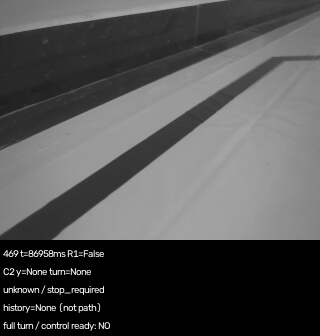 469 t=86958ms R1=False
C2 y=None turn=None
unknown / stop_required
history=None (not path)
full turn / control ready: NO